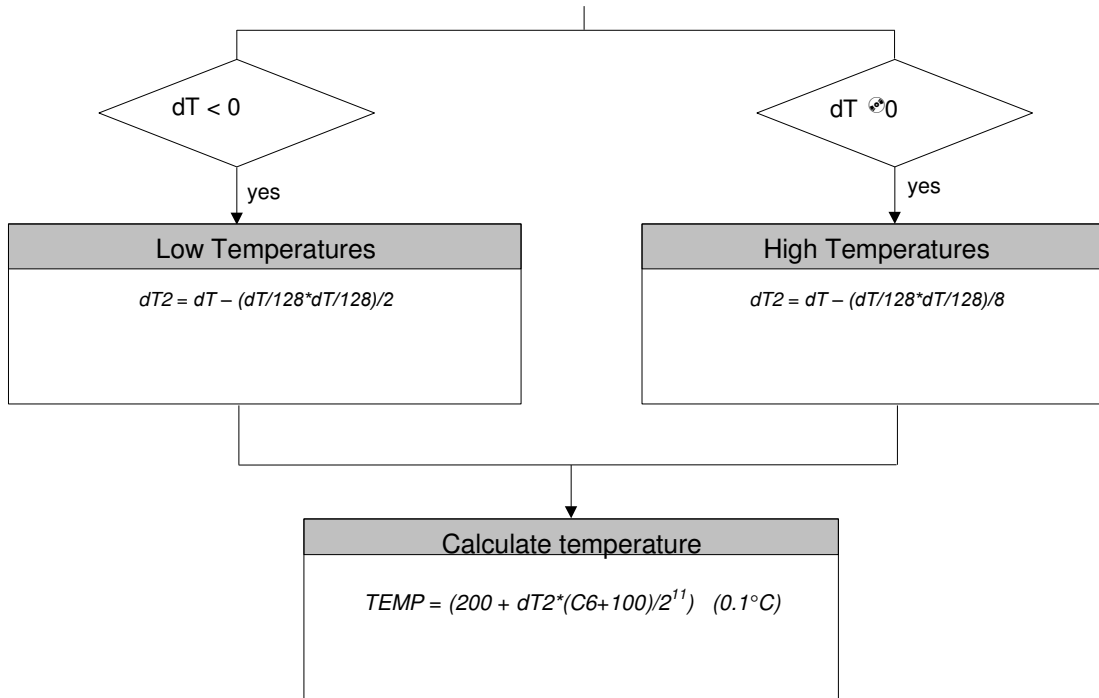 dT < 0
dT 0
yes
yes
Low Temperatures
High Temperatures
dT2 = dT – (dT/128*dT/128)/2
dT2 = dT – (dT/128*dT/128)/8
Calculate temperature
TEMP = (200 + dT2*(C6+100)/2^11) (0.1°C)